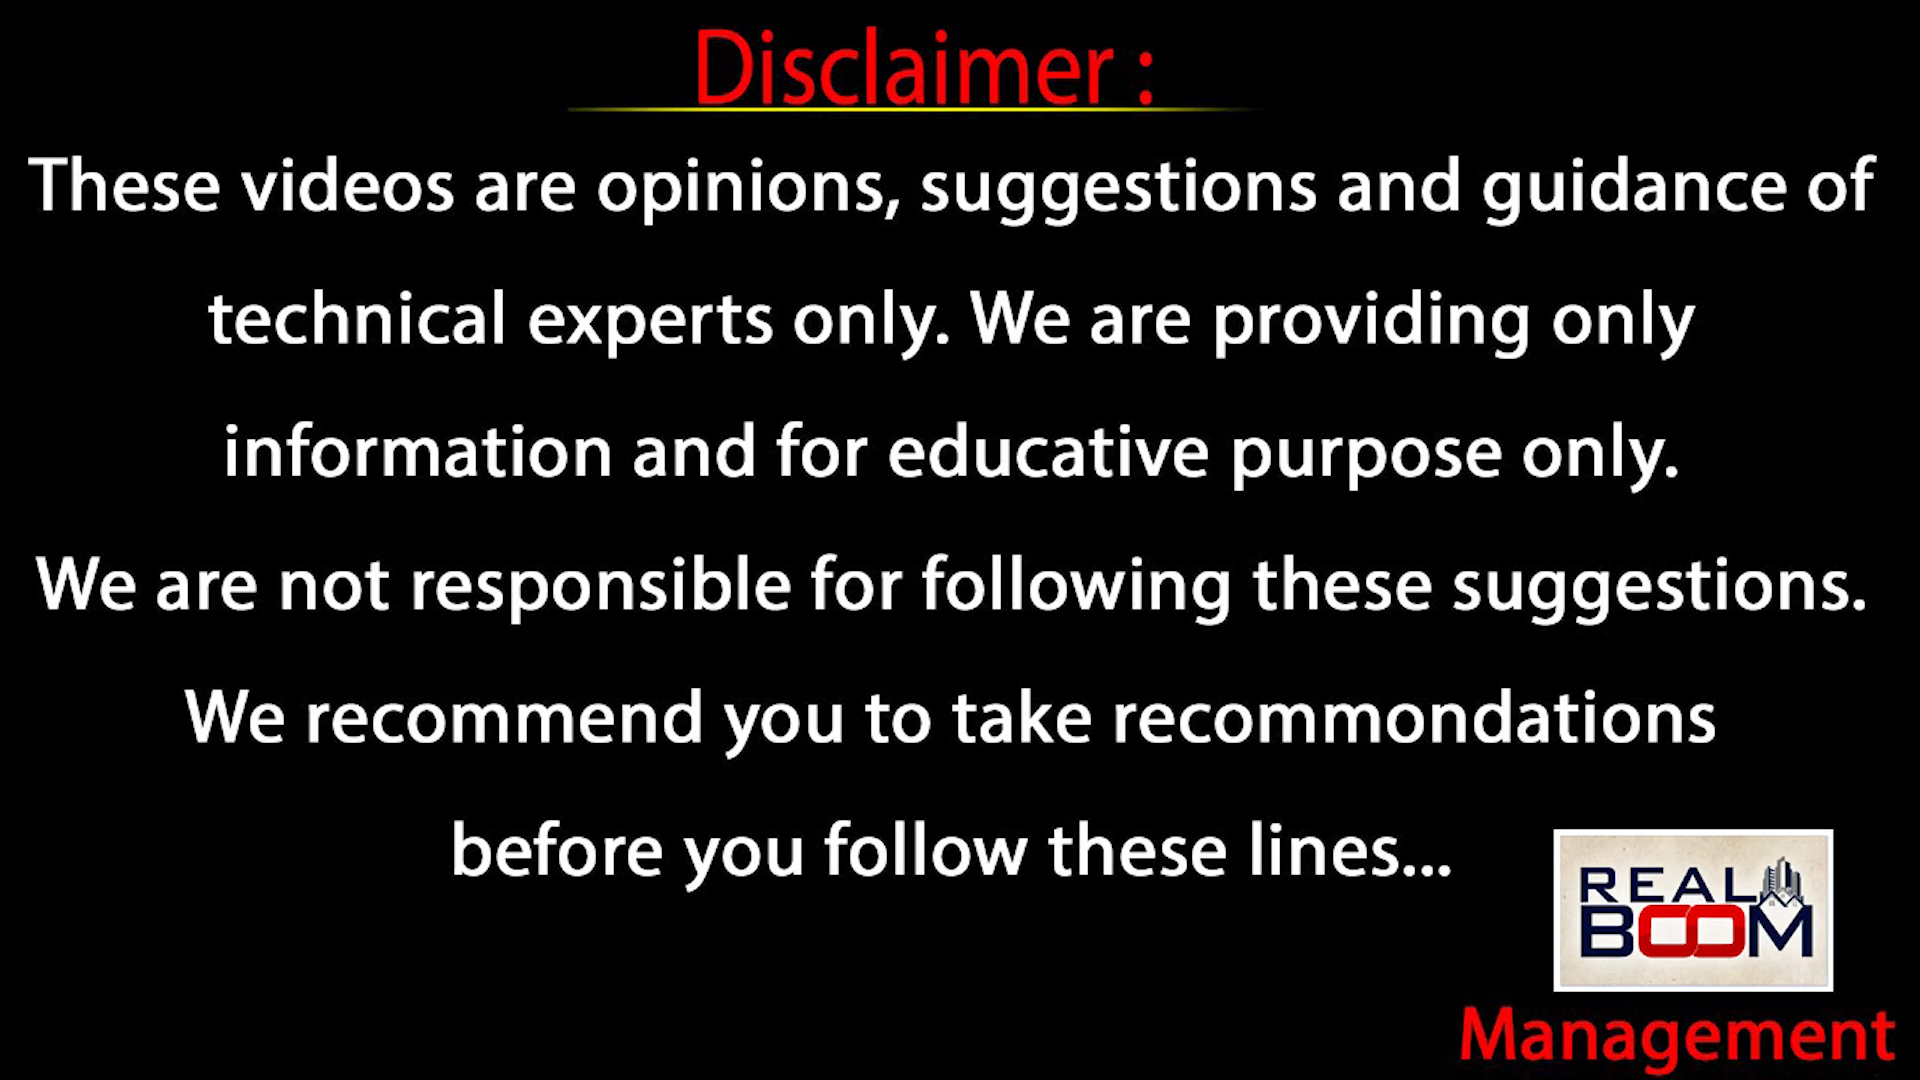 Disclaimer :
These videos are opinions, suggestions and guidance of
technical experts only. We are providing only
information and for educative purpose only.
We are not responsible for following these suggestions.
We recommend you to take recommondations
before you follow these lines...
REAL
BOOM
Management